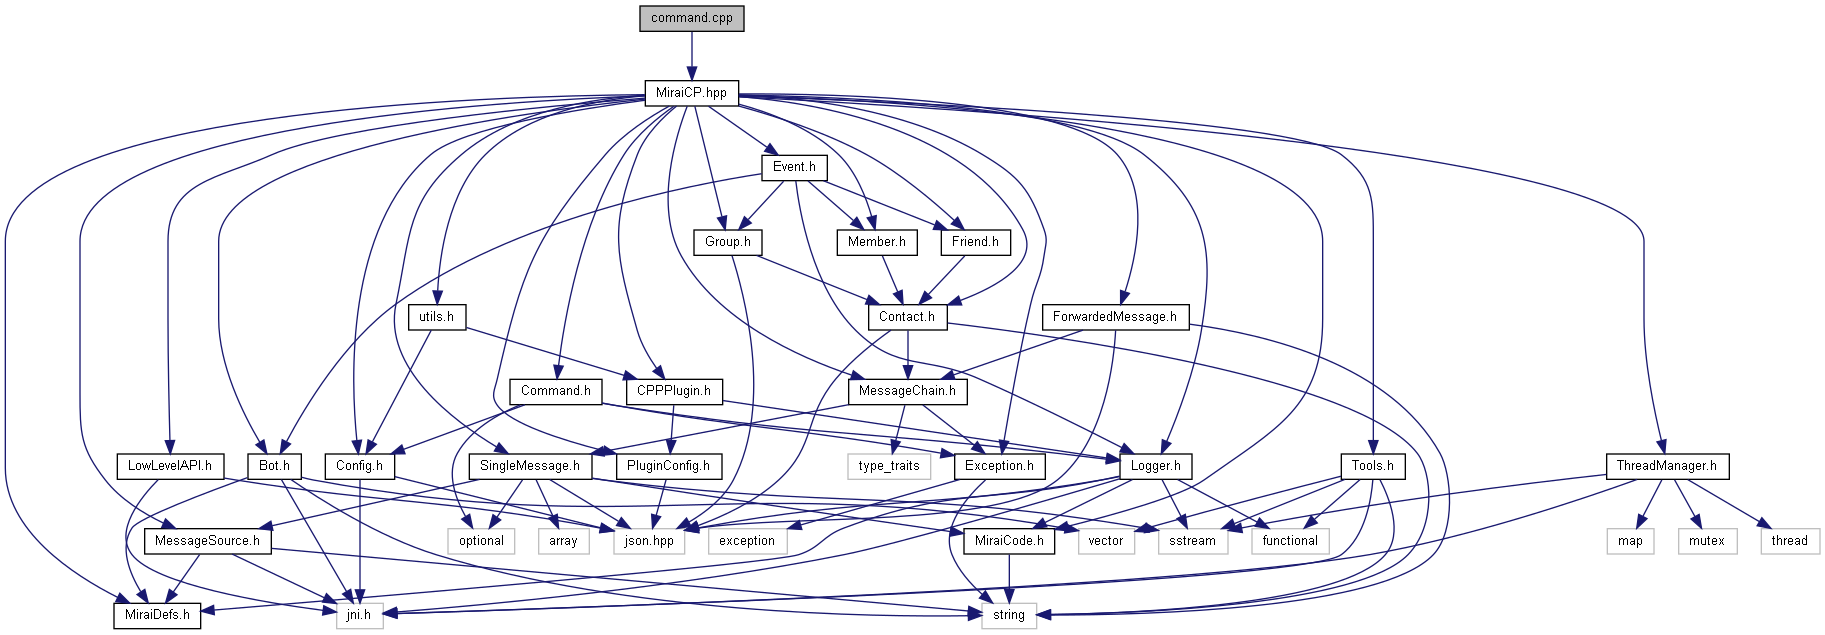 command.cpp
MiraiCP.hpp
Event.h
Group.h
Member.h
Friend.h
utils.h
Contact.h
ForwardedMessage.h
Command.h
CPPPlugin.h
MessageChain.h
LowLevelAPI.h
Bot.h
Config.h
SingleMessage.h
PluginConfig.h
type_traits
Exception.h
Logger.h
Tools.h
ThreadManager.h
MessageSource.h
optional
array
json.hpp
exception
MiraiCode.h
vector
sstream
functional
map
mutex
thread
MiraiDefs.h
jni.h
string